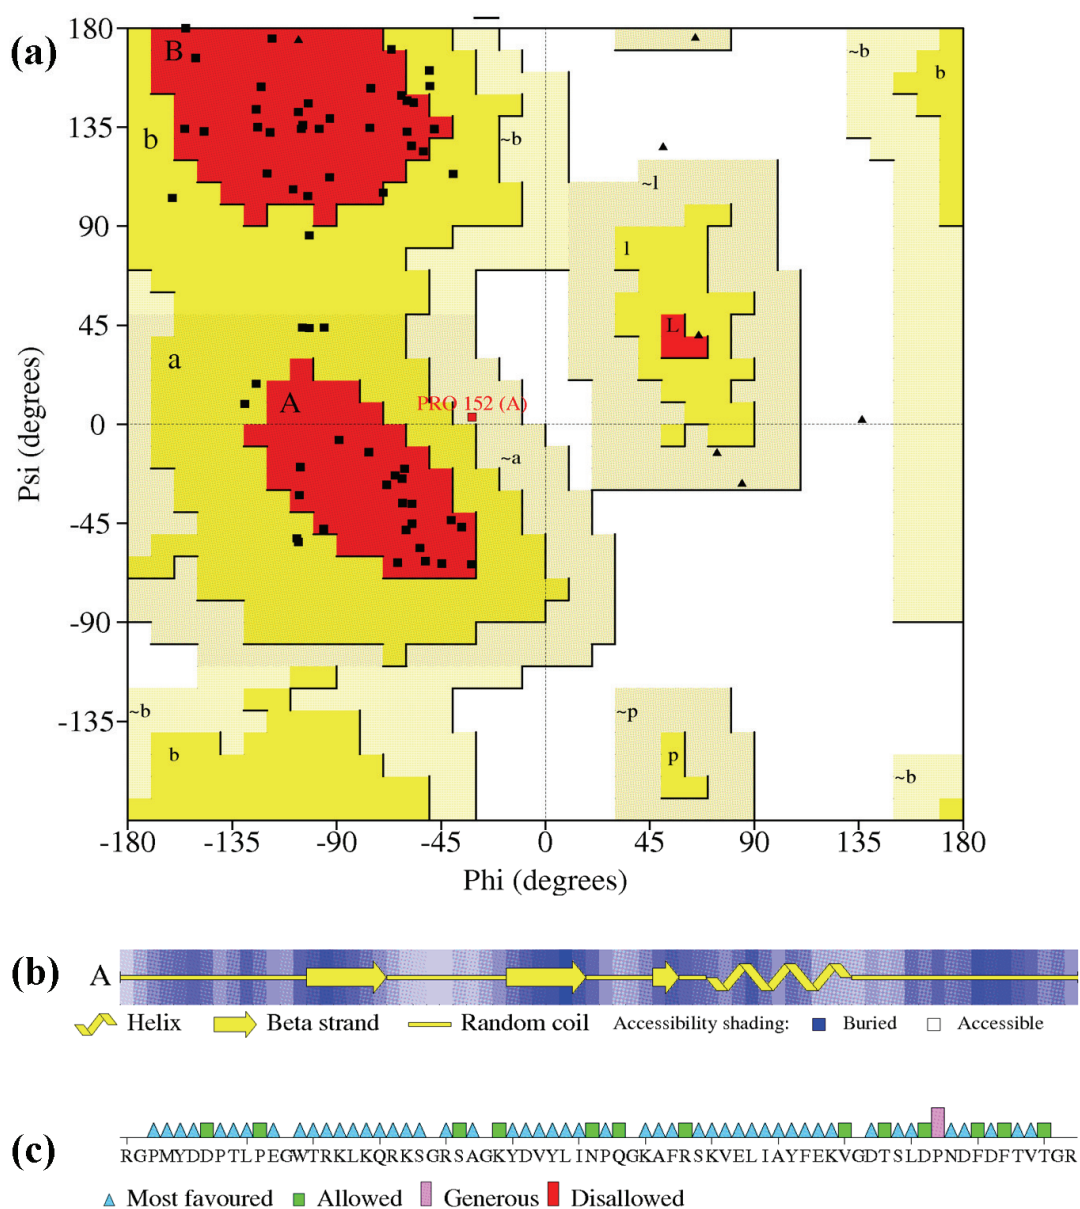 (a)
180
135
90
45
0
-45
-90
-135
Psi (degrees)
B
b
~b
~b
b
~l
l
L
a
A
PRO 152 (A)
~a
~b
b
~p
p
~b
-180 -135 -90 -45 0 45 90 135 180
Phi (degrees)
(b)
A
Helix Beta strand Random coil Accessibility shading: Buried Accessible
(c)
RGPMYDDPTLPEGWTRKLKQRKSGRSAGKYDVYLINPQGKAFRSKVELIAYFEKVGDTSLDPNDFDFTVTGR
Most favoured Allowed Generous Disallowed